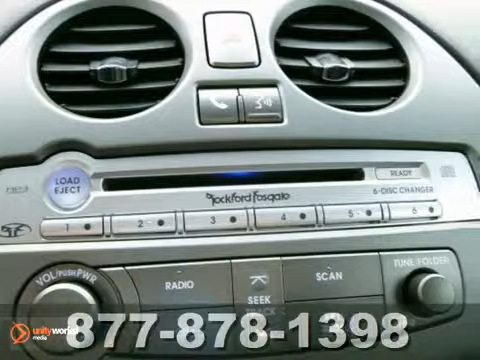 LOAD
EJECT
READY
Rockford Fosgate
6-DISC CHANGER
1 2 3 4 5 6
VOL/PUSH PWR
RADIO
SCAN
TUNE FOLDER
SEEK
TRACK
unityworks!
media
877-878-1398